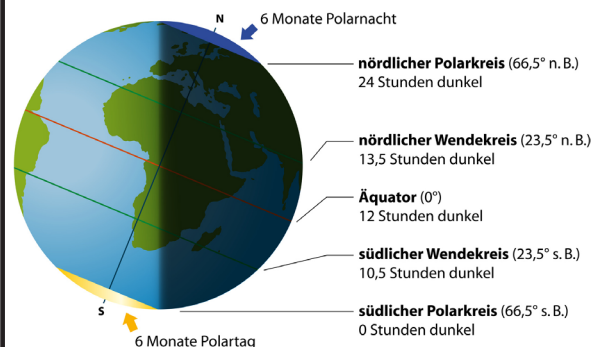 N
6 Monate Polarnacht
nördlicher Polarkreis (66,5° n. B.)
24 Stunden dunkel
nördlicher Wendekreis (23,5° n. B.)
13,5 Stunden dunkel
Äquator (0°)
12 Stunden dunkel
südlicher Wendekreis (23,5° s. B.)
10,5 Stunden dunkel
südlicher Polarkreis (66,5° s. B.)
0 Stunden dunkel
S
6 Monate Polartag